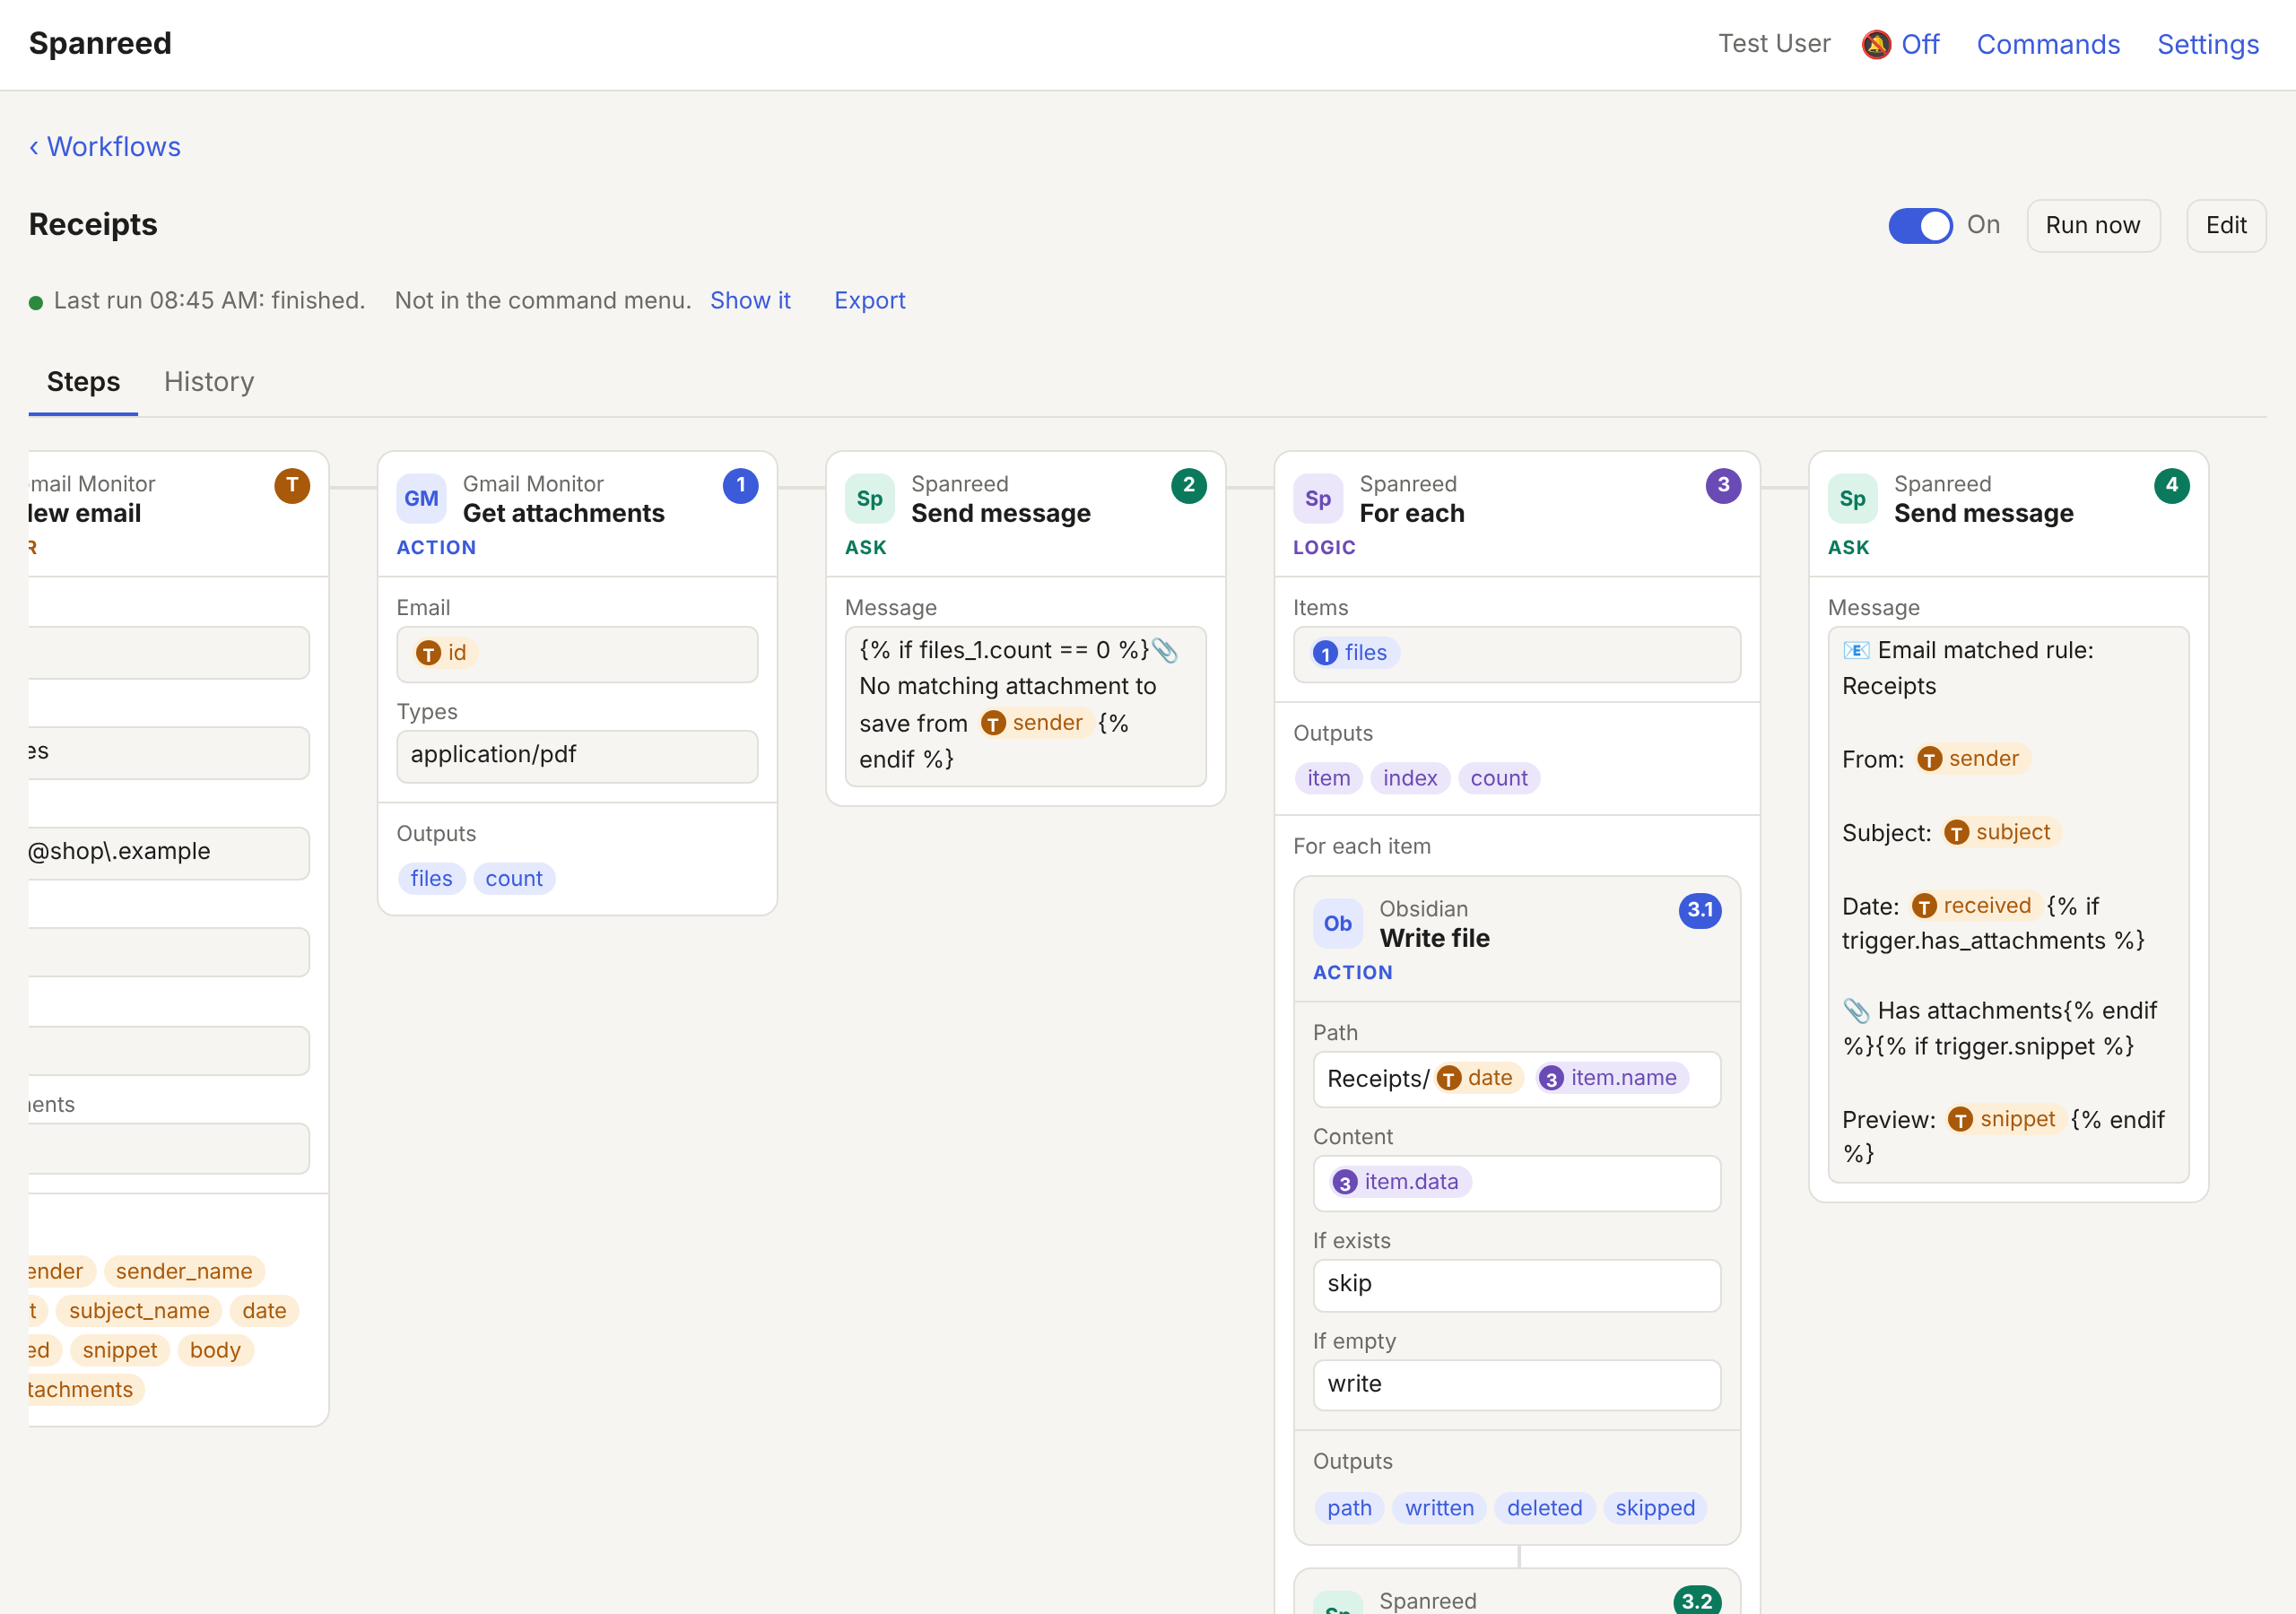 Spanreed
Test User 🔕 Off Commands Settings
‹ Workflows
Receipts
On Run now Edit
Last run 08:45 AM: finished. Not in the command menu. Show it Export
Steps History
mail Monitor
T
ew email
R
es
@shop\.example
ents
ender sender_name
t subject_name date
ed snippet body
tachments
GM
Gmail Monitor
1
Get attachments
ACTION
Email
T id
Types
application/pdf
Outputs
files count
Sp
Spanreed
2
Send message
ASK
Message
{% if files_1.count == 0 %}📎
No matching attachment to
save from T sender {%
endif %}
Sp
Spanreed
3
For each
LOGIC
Items
1 files
Outputs
item index count
For each item
Ob
Obsidian
3.1
Write file
ACTION
Path
Receipts/ T date 3 item.name
Content
3 item.data
If exists
skip
If empty
write
Outputs
path written deleted skipped
Sp
Spanreed
3.2
Sp
Spanreed
4
Send message
ASK
Message
📧 Email matched rule:
Receipts
From: T sender
Subject: T subject
Date: T received {% if
trigger.has_attachments %}
📎 Has attachments{% endif
%}{% if trigger.snippet %}
Preview: T snippet {% endif
%}